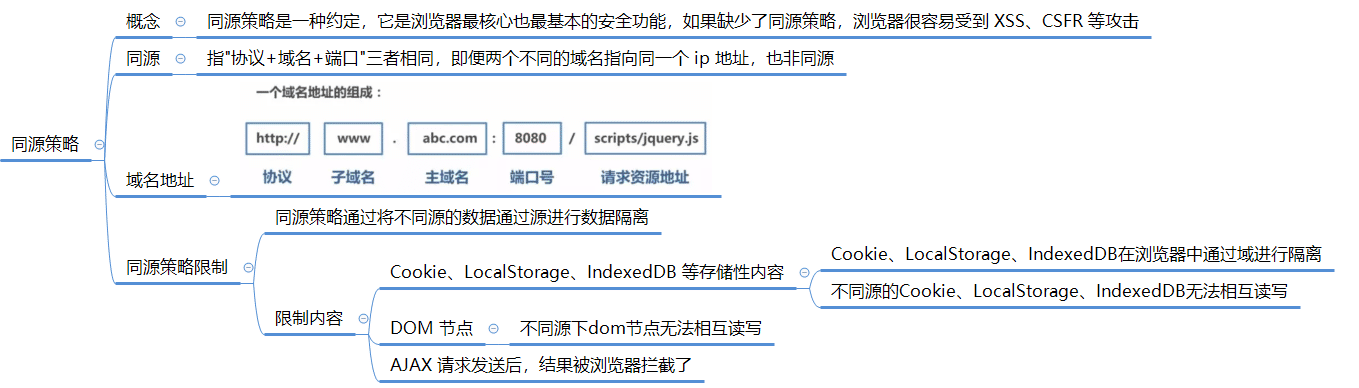 同源策略
概念
同源策略是一种约定，它是浏览器最核心也最基本的安全功能，如果缺少了同源策略，浏览器很容易受到 XSS、CSFR 等攻击
同源
指"协议+域名+端口"三者相同，即便两个不同的域名指向同一个 ip 地址，也非同源
域名地址
一个域名地址的组成：
http:// www . abc.com : 8080 / scripts/jquery.js
协议 子域名 主域名 端口号 请求资源地址
同源策略限制
同源策略通过将不同源的数据通过源进行数据隔离
限制内容
Cookie、LocalStorage、IndexedDB 等存储性内容
Cookie、LocalStorage、IndexedDB在浏览器中通过域进行隔离
不同源的Cookie、LocalStorage、IndexedDB无法相互读写
DOM 节点
不同源下dom节点无法相互读写
AJAX 请求发送后，结果被浏览器拦截了